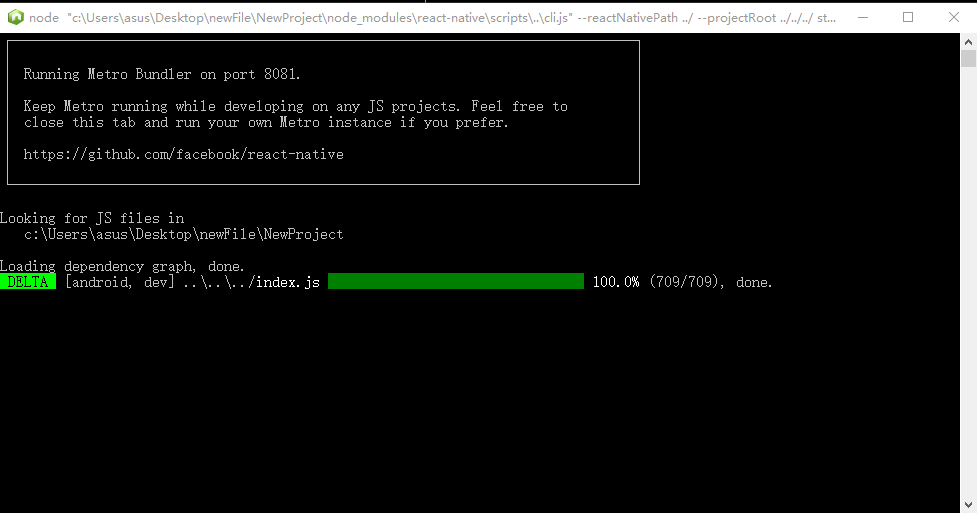 node "c:\Users\asus\Desktop\newFile\NewProject\node_modules\react-native\scripts\..\cli.js" --reactNativePath ../ --projectRoot ../../../ st...
Running Metro Bundler on port 8081.
Keep Metro running while developing on any JS projects. Feel free to
close this tab and run your own Metro instance if you prefer.
https://github.com/facebook/react-native
Looking for JS files in
c:\Users\asus\Desktop\newFile\NewProject
Loading dependency graph, done.
DELTA [android, dev] ..\..\../index.js 100.0% (709/709), done.